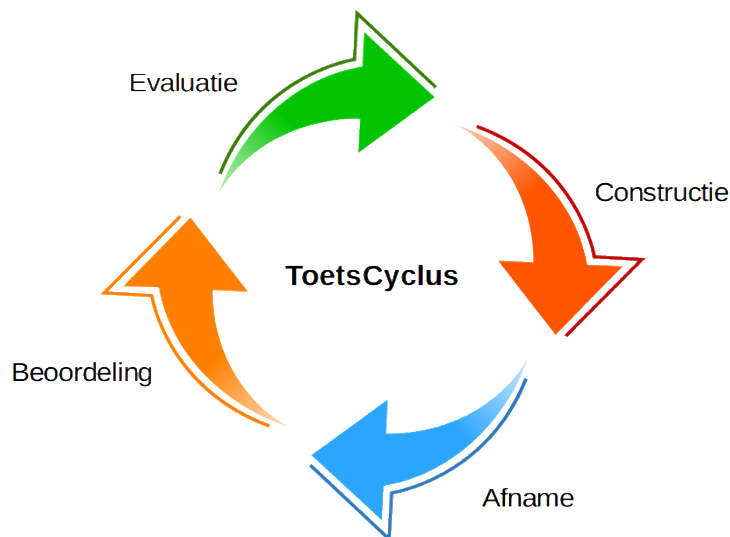 Evaluatie
Constructie
ToetsCyclus
Beoordeling
Afname